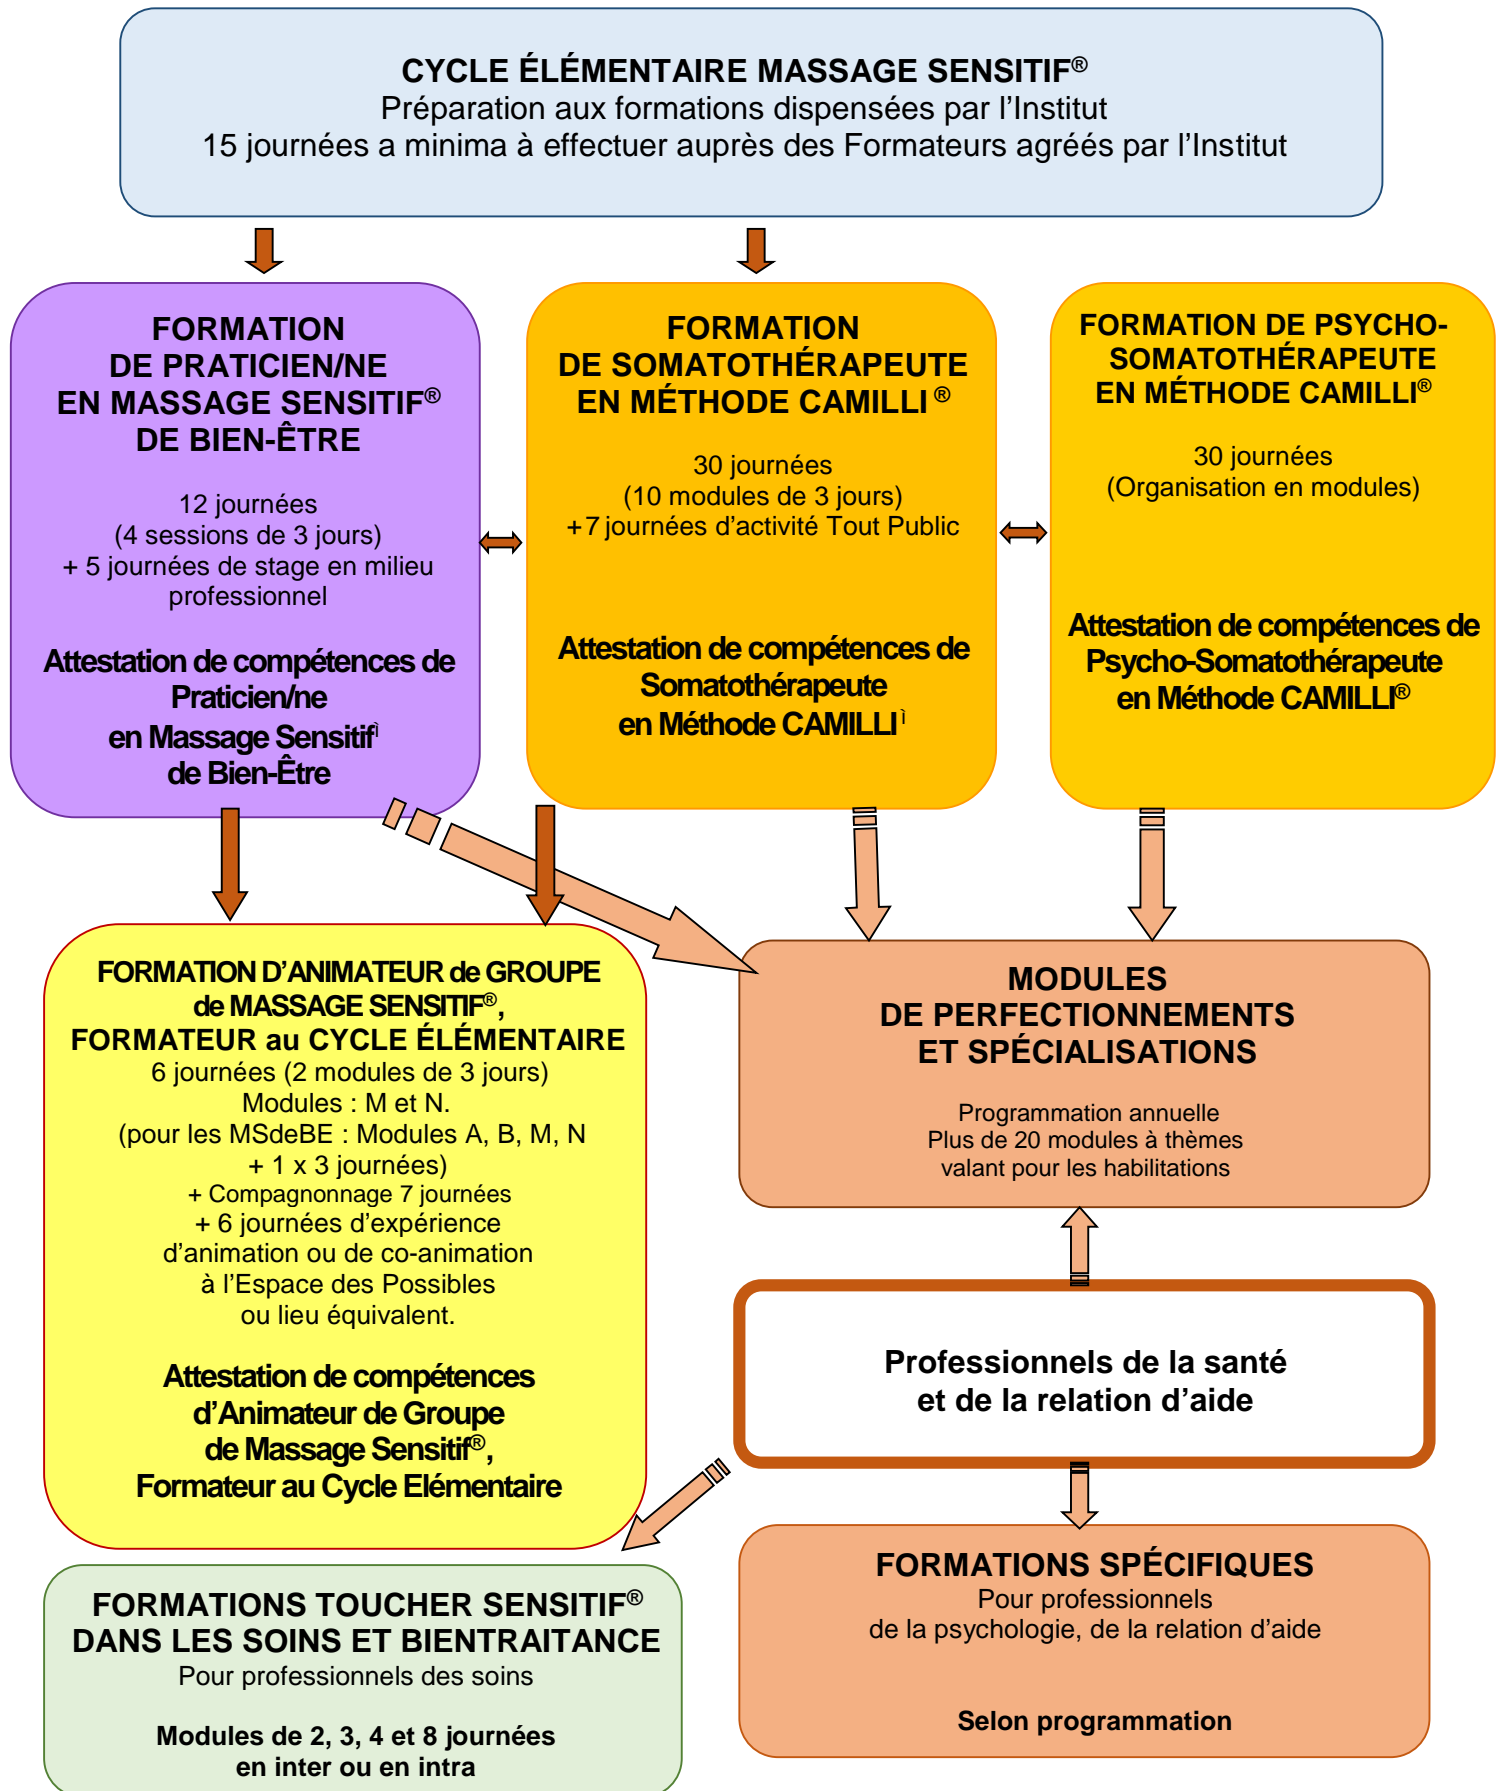 CYCLE ÉLÉMENTAIRE MASSAGE SENSITIF®
Préparation aux formations dispensées par l’Institut
15 journées a minima à effectuer auprès des Formateurs agréés par l’Institut
FORMATION
DE PRATICIEN/NE
EN MASSAGE SENSITIF®
DE BIEN-ÊTRE
12 journées
(4 sessions de 3 jours)
+ 5 journées de stage en milieu
professionnel
Attestation de compétences de
Praticien/ne
en Massage Sensitifì
de Bien-Être
FORMATION
DE SOMATOTHÉRAPEUTE
EN MÉTHODE CAMILLI ®
30 journées
(10 modules de 3 jours)
+ 7 journées d’activité Tout Public
Attestation de compétences de
Somatothérapeute
en Méthode CAMILLIì
FORMATION DE PSYCHO-
SOMATOTHÉRAPEUTE
EN MÉTHODE CAMILLI®
30 journées
(Organisation en modules)
Attestation de compétences de
Psycho-Somatothérapeute
en Méthode CAMILLI®
FORMATION D’ANIMATEUR de GROUPE
de MASSAGE SENSITIF®,
FORMATEUR au CYCLE ÉLÉMENTAIRE
6 journées (2 modules de 3 jours)
Modules : M et N.
(pour les MSdeBE : Modules A, B, M, N
+ 1 x 3 journées)
+ Compagnonnage 7 journées
+ 6 journées d’expérience
d’animation ou de co-animation
à l’Espace des Possibles
ou lieu équivalent.
Attestation de compétences
d’Animateur de Groupe
de Massage Sensitif®,
Formateur au Cycle Elémentaire
MODULES
DE PERFECTIONNEMENTS
ET SPÉCIALISATIONS
Programmation annuelle
Plus de 20 modules à thèmes
valant pour les habilitations
Professionnels de la santé
et de la relation d’aide
FORMATIONS TOUCHER SENSITIF®
DANS LES SOINS ET BIENTRAITANCE
Pour professionnels des soins
Modules de 2, 3, 4 et 8 journées
en inter ou en intra
FORMATIONS SPÉCIFIQUES
Pour professionnels
de la psychologie, de la relation d’aide
Selon programmation